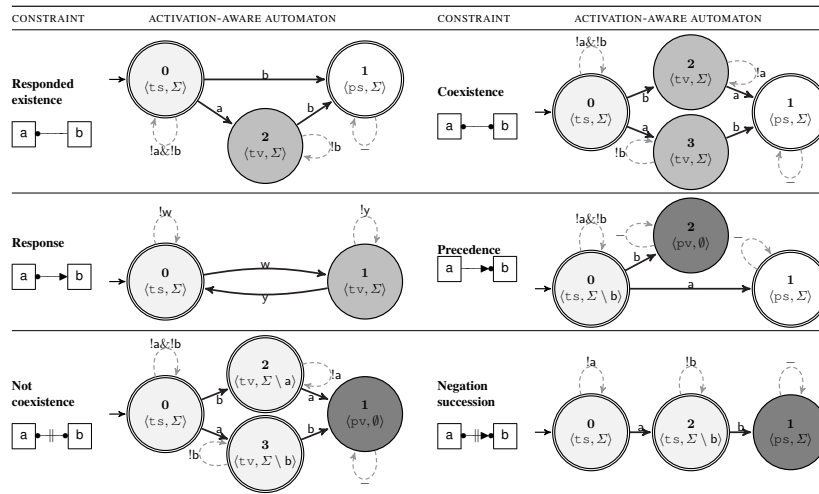 CONSTRAINT ACTIVATION-AWARE AUTOMATON CONSTRAINT ACTIVATION-AWARE AUTOMATON
Responded
existence
a b
0
⟨ts, Σ⟩
1
⟨ps, Σ⟩
2
⟨tv, Σ⟩
b
a
b
!a&!b
!b
–
Coexistence
a b
!a&!b
0
⟨ts, Σ⟩
2
⟨tv, Σ⟩
!a
3
⟨tv, Σ⟩
!b
1
⟨ps, Σ⟩
b
a
a
b
–
Response
a b
!w
0
⟨ts, Σ⟩
w
y
!y
1
⟨tv, Σ⟩
Precedence
a b
!a&!b
0
⟨ts, Σ \ b⟩
b
–
2
⟨pv, ∅⟩
a
–
1
⟨ps, Σ⟩
Not
coexistence
a b
!a&!b
0
⟨ts, Σ⟩
b
a
2
⟨tv, Σ \ a⟩
!a
3
⟨tv, Σ \ b⟩
!b
a
b
1
⟨pv, ∅⟩
–
Negation
succession
a b
!a
0
⟨ts, Σ⟩
a
!b
2
⟨ts, Σ \ b⟩
b
–
1
⟨ps, Σ⟩